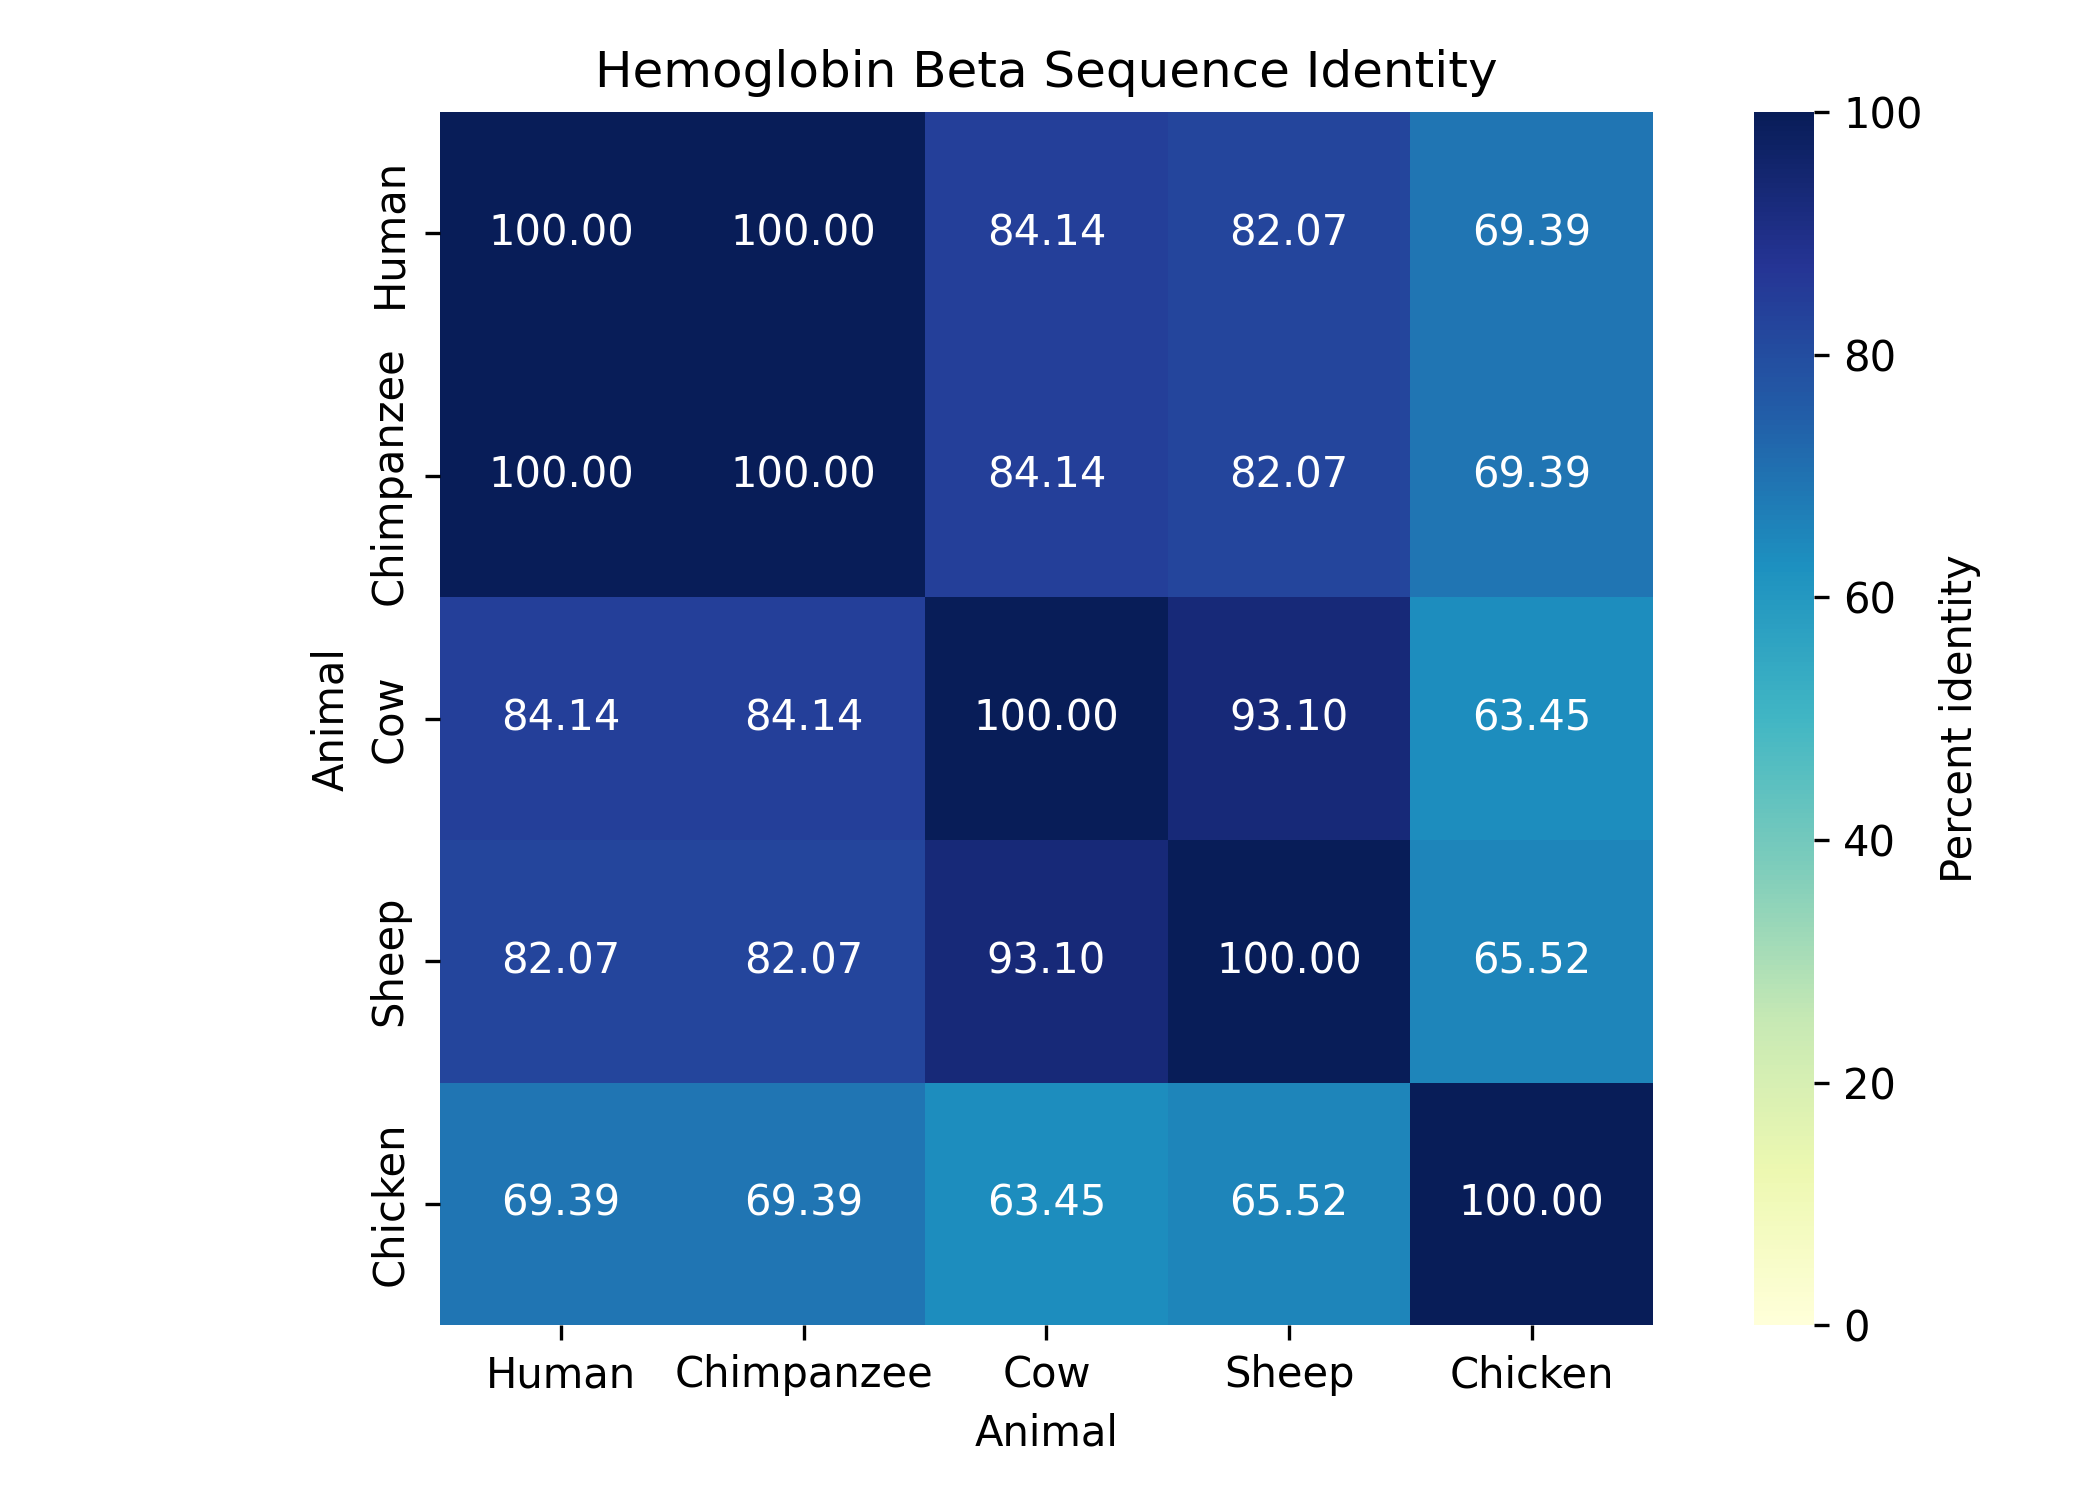 Hemoglobin Beta Sequence Identity
Animal
Human 100.00 100.00 84.14 82.07 69.39
Chimpanzee 100.00 100.00 84.14 82.07 69.39
Cow 84.14 84.14 100.00 93.10 63.45
Sheep 82.07 82.07 93.10 100.00 65.52
Chicken 69.39 69.39 63.45 65.52 100.00
Human Chimpanzee Cow Sheep Chicken
Animal
100
80
60
40
20
0
Percent identity